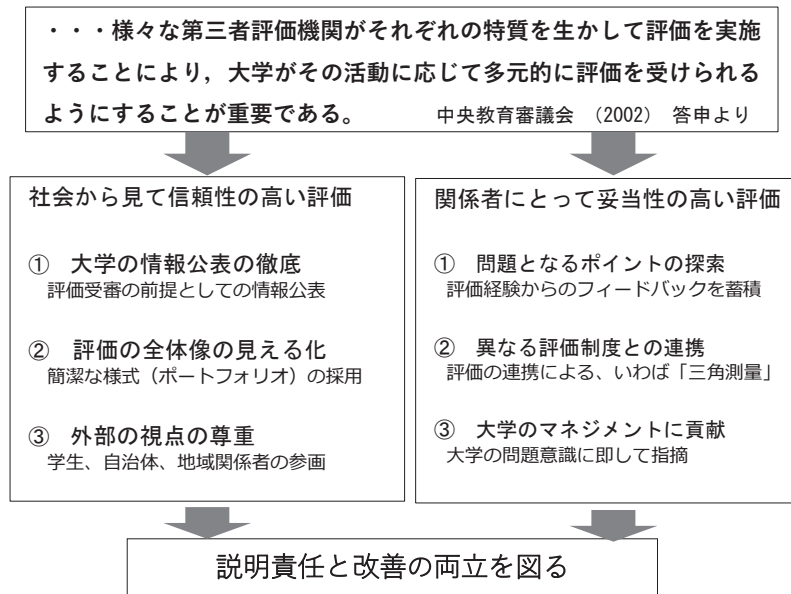 ・・・様々な第三者評価機関がそれぞれの特質を生かして評価を実施
することにより，大学がその活動に応じて多元的に評価を受けられる
ようにすることが重要である。　中央教育審議会　（2002）　答申より
社会から見て信頼性の高い評価
①　大学の情報公表の徹底
評価受審の前提としての情報公表
②　評価の全体像の見える化
簡潔な様式（ポートフォリオ）の採用
③　外部の視点の尊重
学生、自治体、地域関係者の参画
関係者にとって妥当性の高い評価
①　問題となるポイントの探索
評価経験からのフィードバックを蓄積
②　異なる評価制度との連携
評価の連携による、いわば「三角測量」
③　大学のマネジメントに貢献
大学の問題意識に即して指摘
説明責任と改善の両立を図る